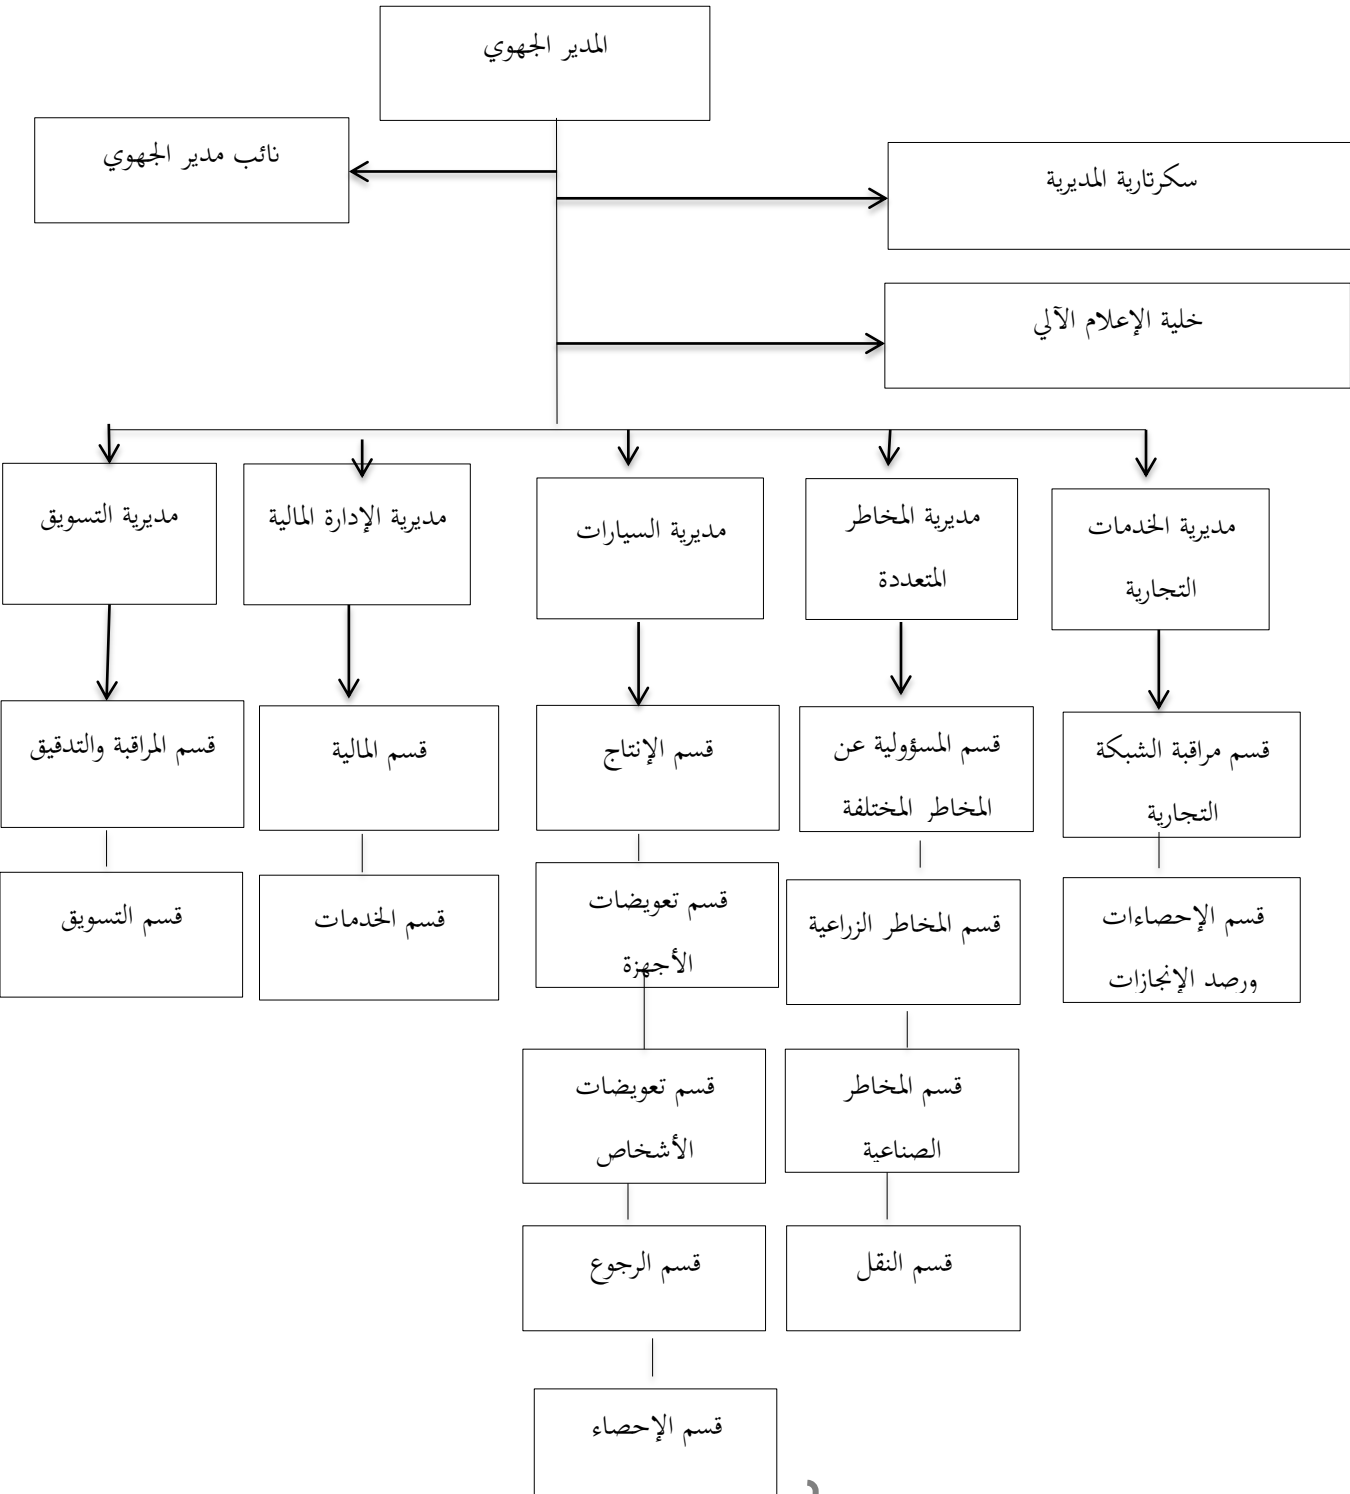 المدير الجهوي
نائب مدير الجهوي
سكرتارية المديرية
خلية الإعلام الآلي
مديرية الخدمات
التجارية
مديرية المخاطر
المتعددة
مديرية السيارات
مديرية الإدارة المالية
مديرية التسويق
قسم مراقبة الشبكة
التجارية
قسم المسؤولية عن
المخاطر المختلفة
قسم الإنتاج
قسم المالية
قسم المراقبة والتدقيق
قسم الإحصاءات
ورصد الإنجازات
قسم المخاطر الزراعية
قسم تعويضات
الأجهزة
قسم الخدمات
قسم التسويق
قسم المخاطر
الصناعية
قسم تعويضات
الأشخاص
قسم النقل
قسم الرجوع
قسم الإحصاء